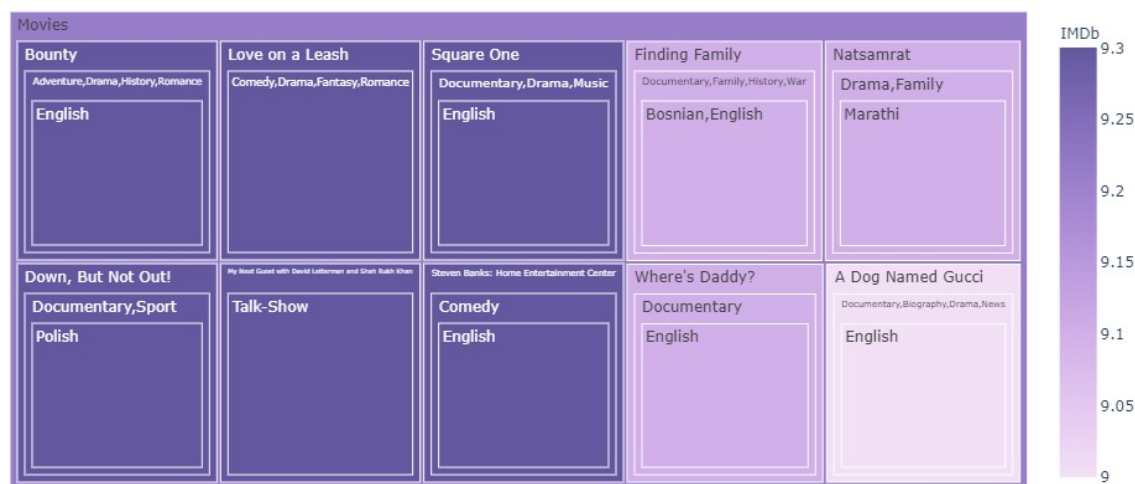 Movies
Bounty
Adventure,Drama,History,Romance
English
Love on a Leash
Comedy,Drama,Fantasy,Romance
Square One
Documentary,Drama,Music
English
Finding Family
Documentary,Family,History,War
Bosnian,English
Natsamrat
Drama,Family
Marathi
Down, But Not Out!
Documentary,Sport
Polish
My Next Guest with David Letterman and Shah Rukh Khan
Talk-Show
Steven Banks: Home Entertainment Center
Comedy
English
Where's Daddy?
Documentary
English
A Dog Named Gucci
Documentary,Biography,Drama,News
English
IMDb
9.3
9.25
9.2
9.15
9.1
9.05
9